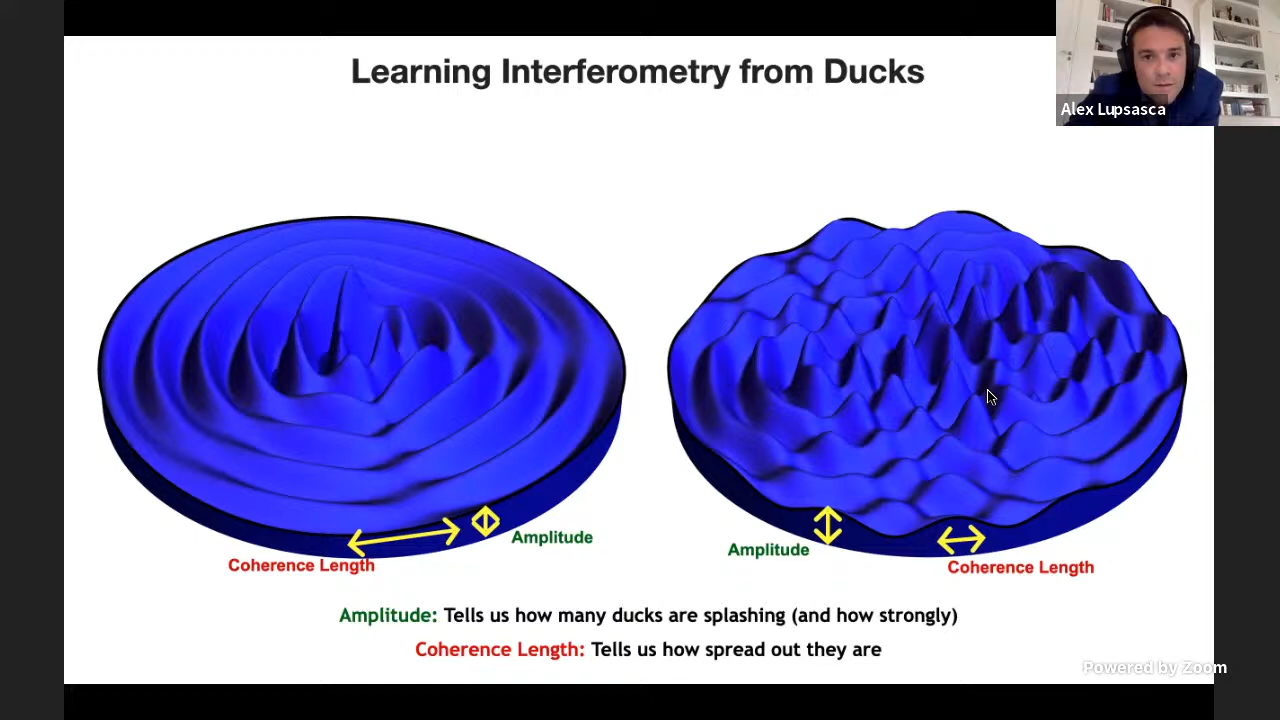 Learning Interferometry from Ducks
Alex Lupsasca
Amplitude
Coherence Length
Amplitude
Coherence Length
Amplitude: Tells us how many ducks are splashing (and how strongly)
Coherence Length: Tells us how spread out they are
Powered by Zoom